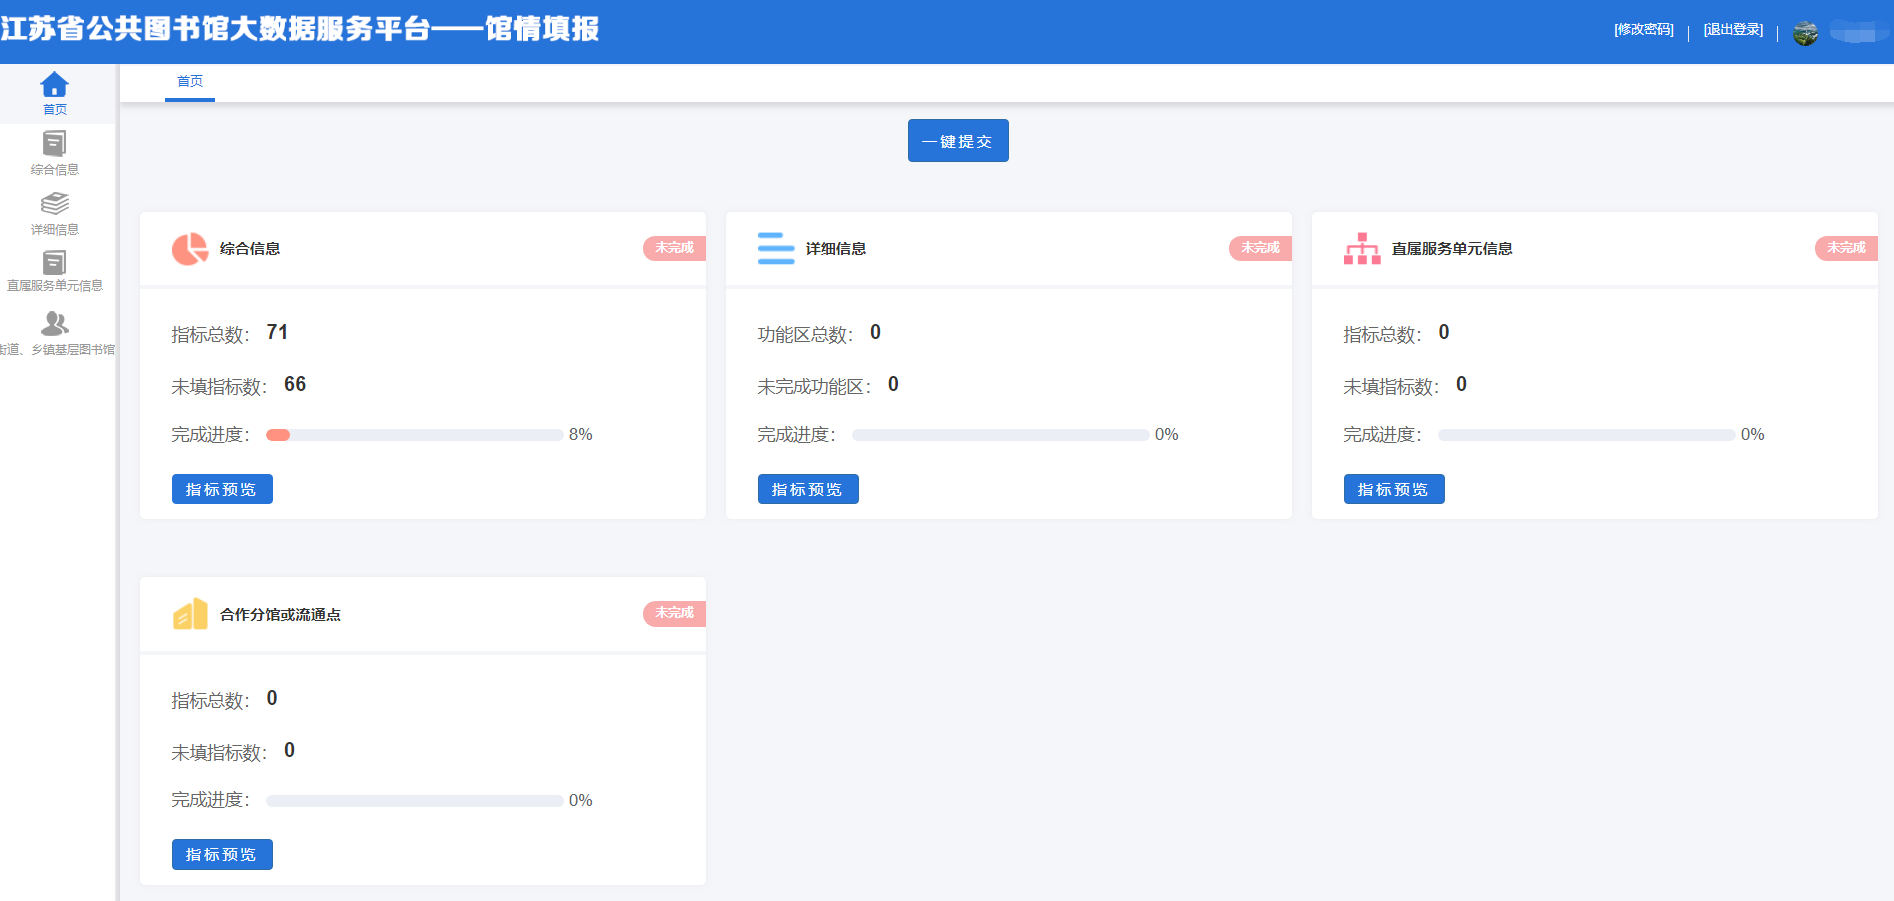 江苏省公共图书馆大数据服务平台——馆情填报
[修改密码]
[退出登录]
首页
综合信息
详细信息
直属服务单元信息
街道、乡镇基层图书馆
首页
一键提交
综合信息
未完成
指标总数： 71
未填指标数： 66
完成进度： 8%
指标预览
详细信息
未完成
功能区总数： 0
未完成功能区： 0
完成进度： 0%
指标预览
直属服务单元信息
未完成
指标总数： 0
未填指标数： 0
完成进度： 0%
指标预览
合作分馆或流通点
未完成
指标总数： 0
未填指标数： 0
完成进度： 0%
指标预览